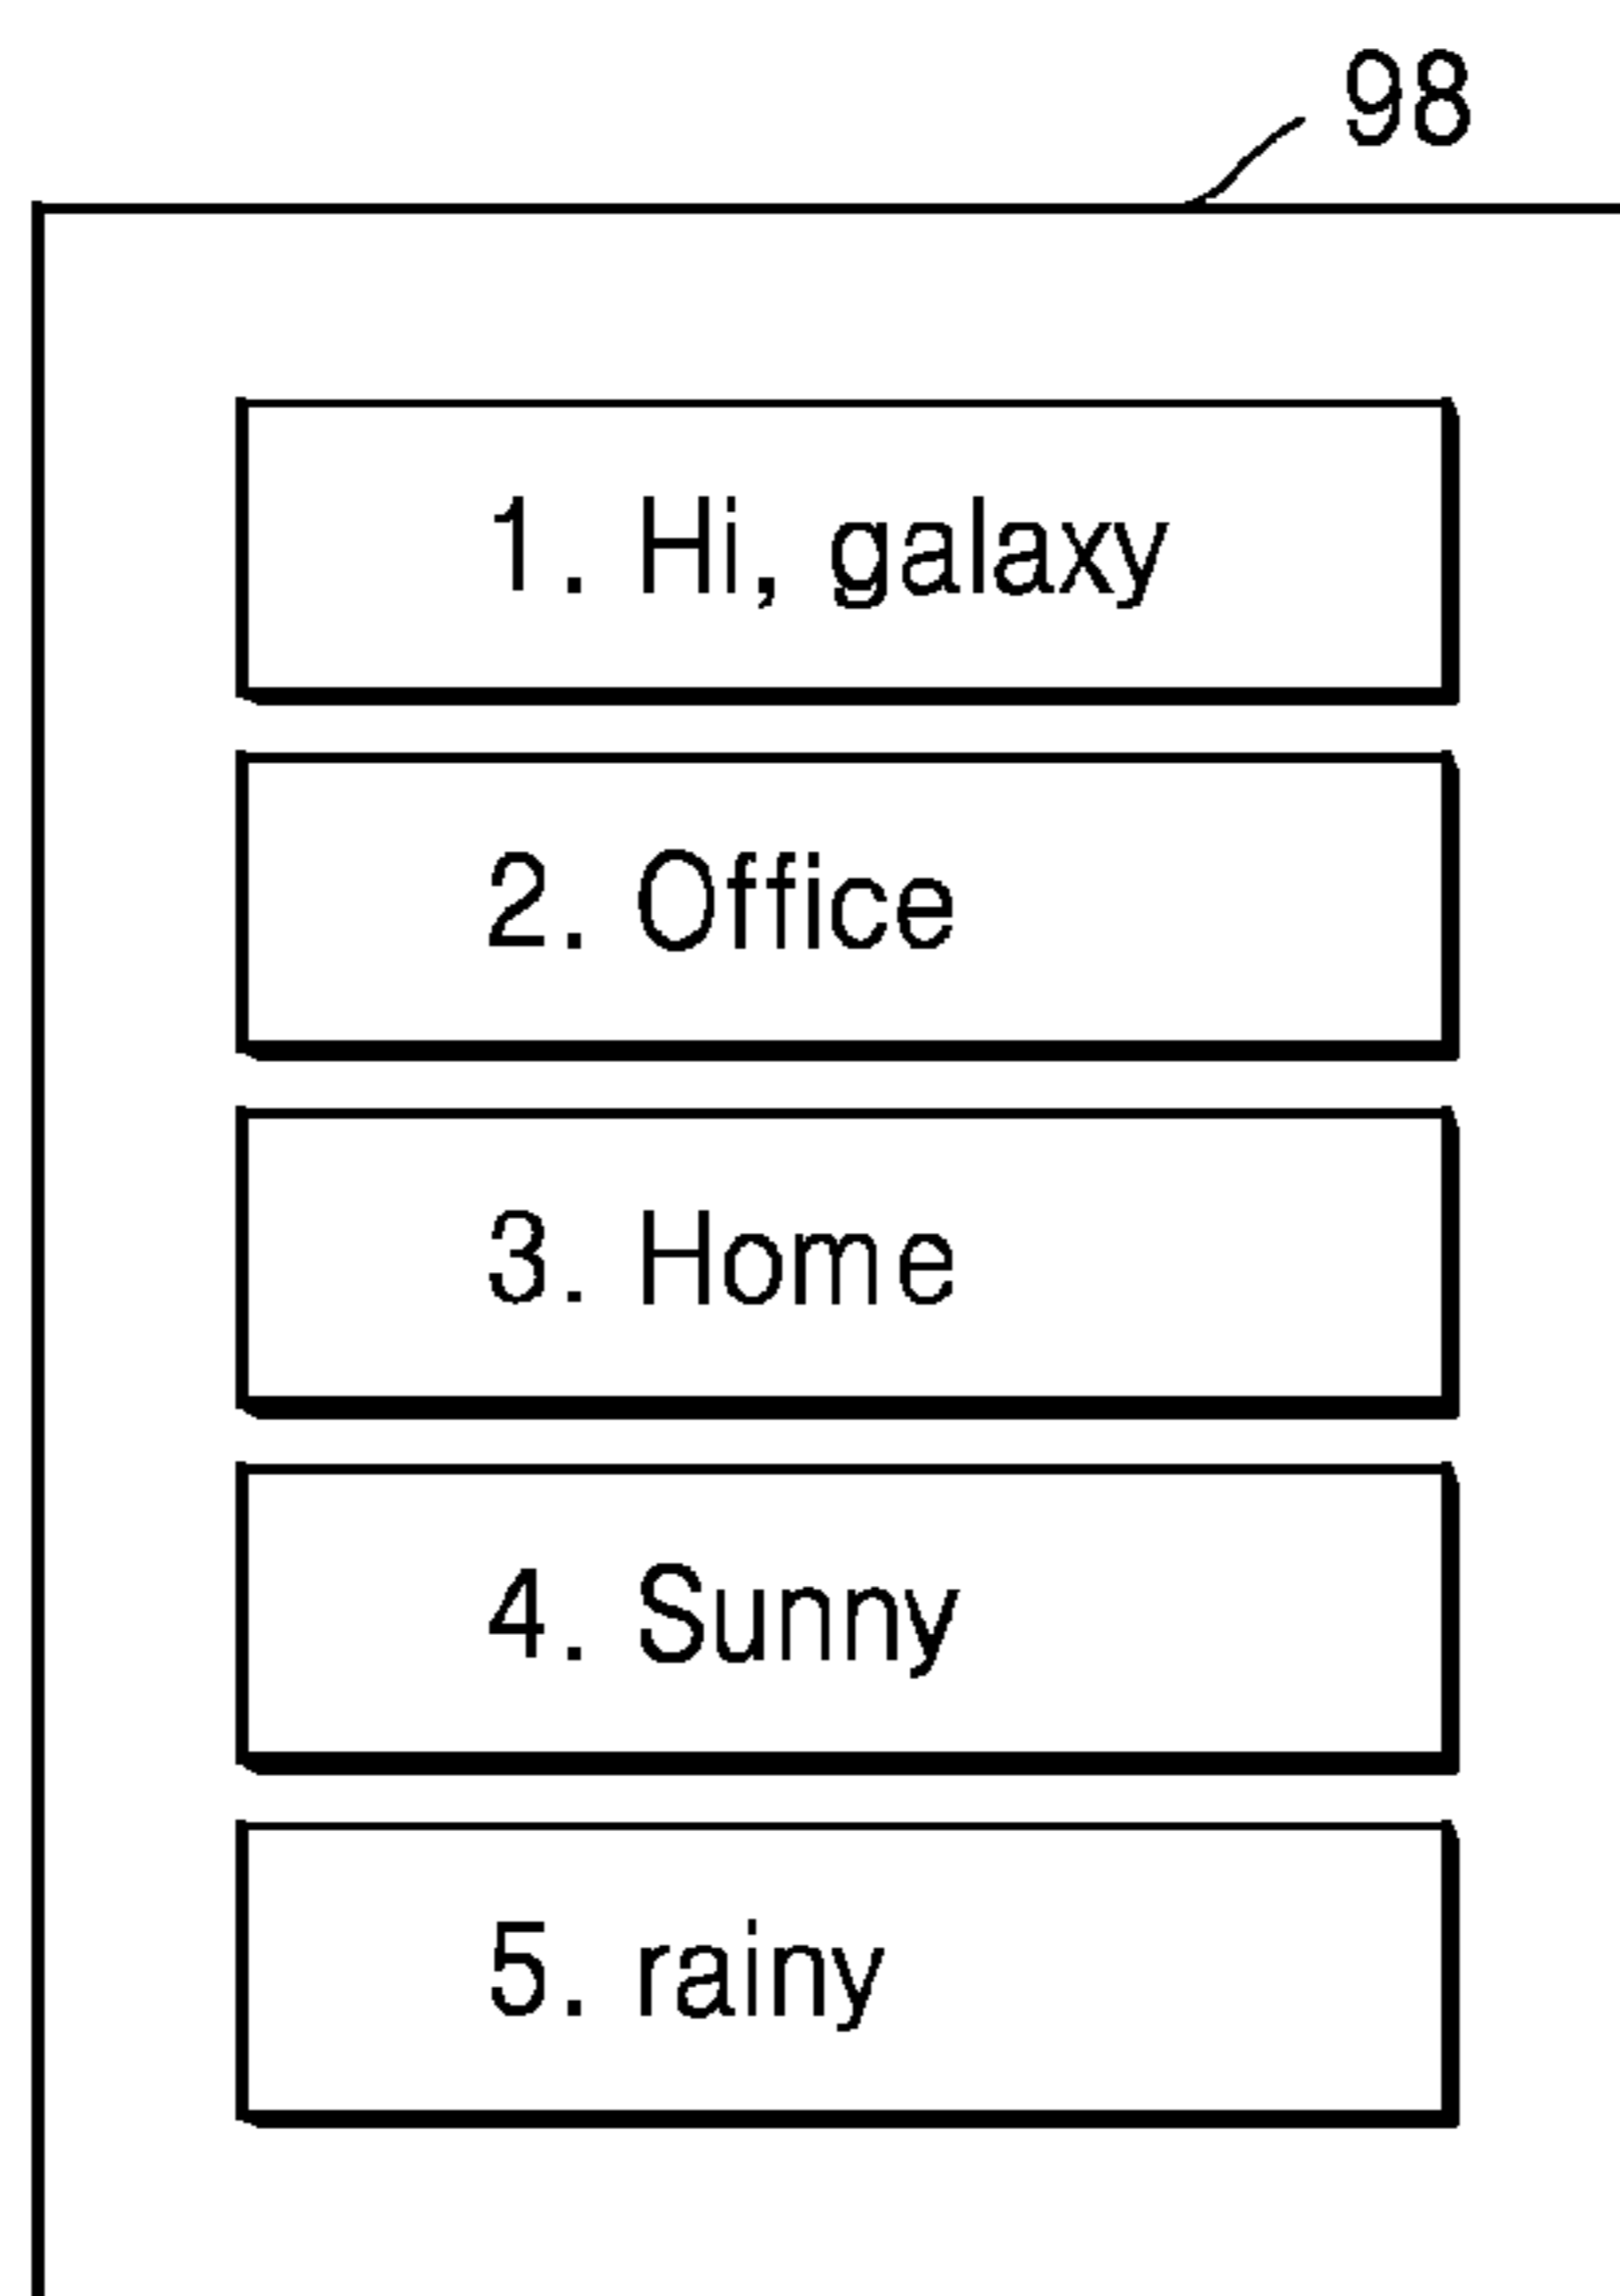 98
1. Hi, galaxy
2. Office
3. Home
4. Sunny
5. rainy